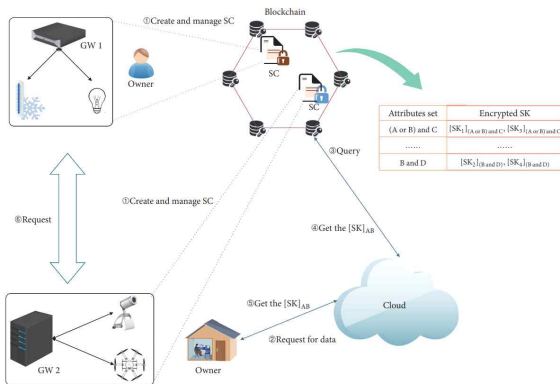 ①Create and manage SC
Blockchain
GW 1
Owner
SC
SC
Attributes set
Encrypted SK
(A or B) and C
[SK₁](A or B) and C, [SK₃](A or B) and C
......
......
B and D
[SK₂](B and D), [SK₄](B and D)
③Query
①Create and manage SC
⑥Request
④Get the [SK]AB
⑤Get the [SK]AB
Cloud
②Request for data
GW 2
Owner